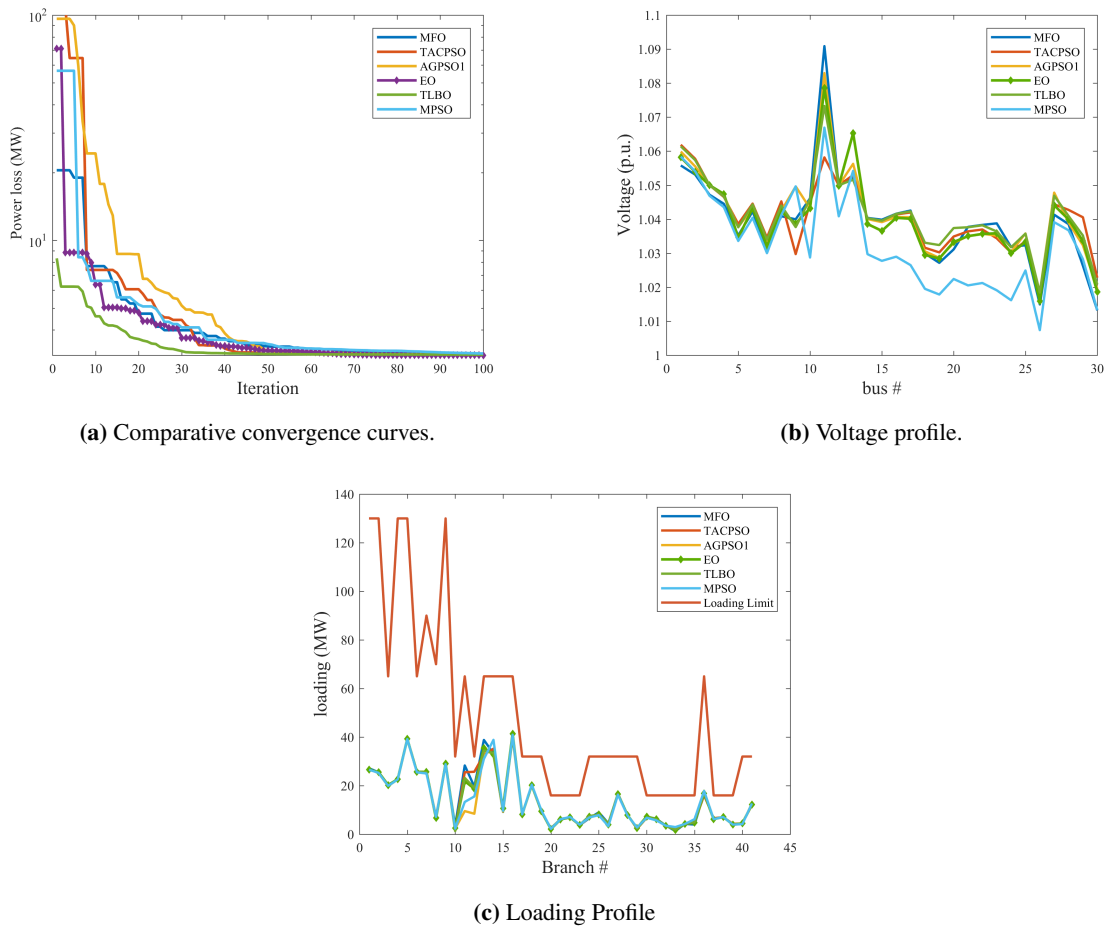 10²
10¹
Power loss (MW)
0 10 20 30 40 50 60 70 80 90 100
Iteration
MFO
TACPSO
AGPSO1
EO
TLBO
MPSO
(a) Comparative convergence curves.
1.1
1.09
1.08
1.07
1.06
1.05
1.04
1.03
1.02
1.01
1
Voltage (p.u.)
0 5 10 15 20 25 30
bus #
MFO
TACPSO
AGPSO1
EO
TLBO
MPSO
(b) Voltage profile.
140
120
100
80
60
40
20
0
loading (MW)
0 5 10 15 20 25 30 35 40 45
Branch #
MFO
TACPSO
AGPSO1
EO
TLBO
MPSO
Loading Limit
(c) Loading Profile